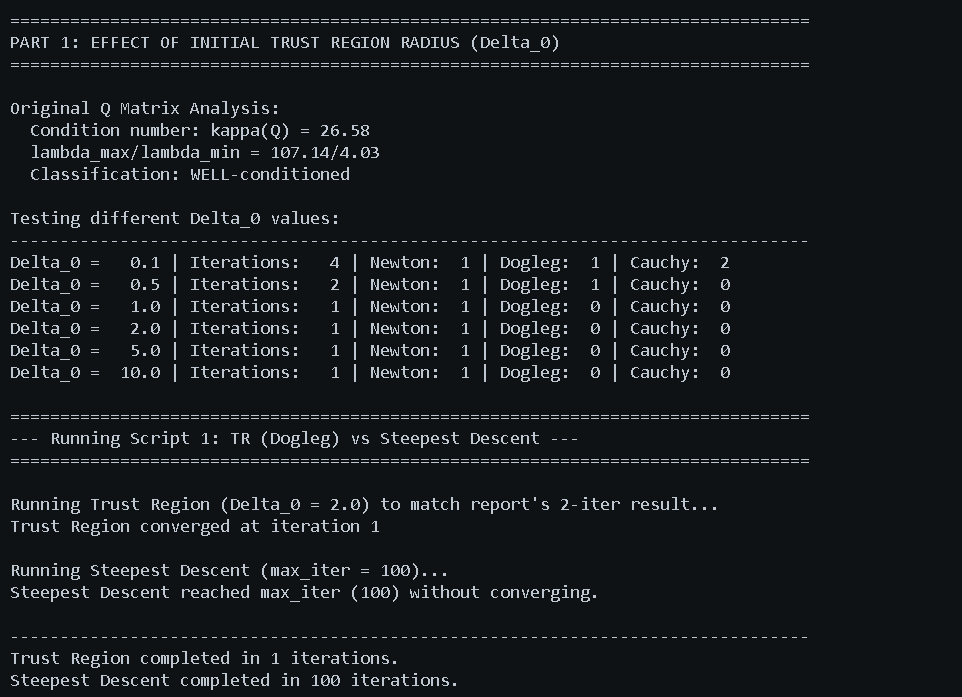 ================================================================================
PART 1: EFFECT OF INITIAL TRUST REGION RADIUS (Delta_0)
================================================================================
Original Q Matrix Analysis:
  Condition number: kappa(Q) = 26.58
  lambda_max/lambda_min = 107.14/4.03
  Classification: WELL-conditioned
Testing different Delta_0 values:
--------------------------------------------------------------------------------
Delta_0 =   0.1 | Iterations:   4 | Newton:  1 | Dogleg:  1 | Cauchy:  2
Delta_0 =   0.5 | Iterations:   2 | Newton:  1 | Dogleg:  1 | Cauchy:  0
Delta_0 =   1.0 | Iterations:   1 | Newton:  1 | Dogleg:  0 | Cauchy:  0
Delta_0 =   2.0 | Iterations:   1 | Newton:  1 | Dogleg:  0 | Cauchy:  0
Delta_0 =   5.0 | Iterations:   1 | Newton:  1 | Dogleg:  0 | Cauchy:  0
Delta_0 =  10.0 | Iterations:   1 | Newton:  1 | Dogleg:  0 | Cauchy:  0
================================================================================
--- Running Script 1: TR (Dogleg) vs Steepest Descent ---
================================================================================
Running Trust Region (Delta_0 = 2.0) to match report's 2-iter result...
Trust Region converged at iteration 1
Running Steepest Descent (max_iter = 100)...
Steepest Descent reached max_iter (100) without converging.
--------------------------------------------------------------------------------
Trust Region completed in 1 iterations.
Steepest Descent completed in 100 iterations.